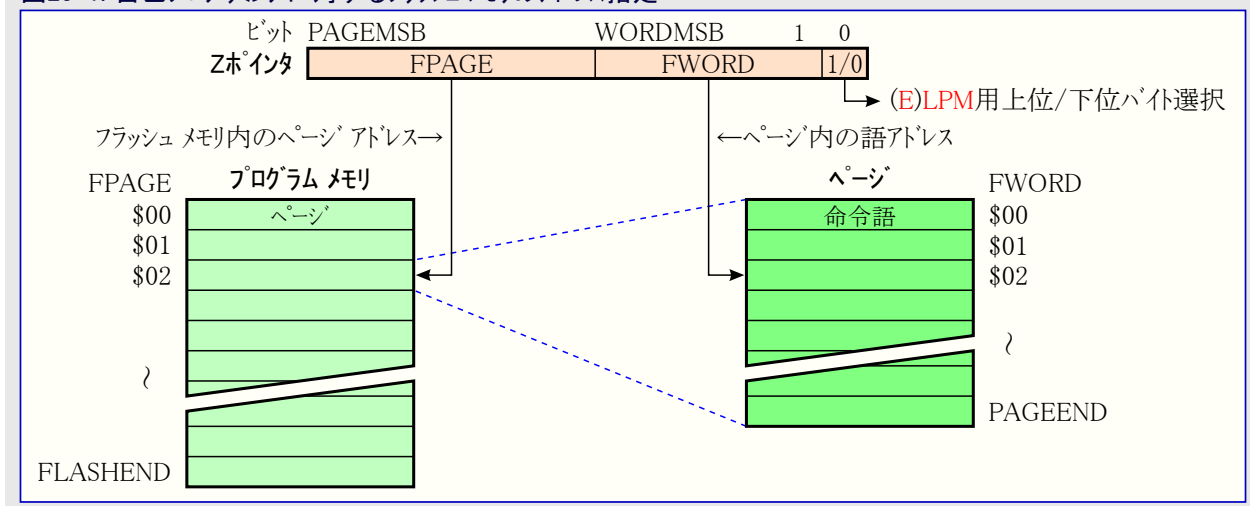 ビット PAGEMSB WORDMSB 1 0
Zポインタ FPAGE FWORD 1/0
(E)LPM用上位/下位バイト選択
フラッシュ メモリ内のページ アドレス→ ←ページ内の語アドレス
FPAGE プログラム メモリ ページ FWORD
$00 ページ 命令語 $00
$01 $01
$02 $02
~ ~
PAGEEND
FLASHEND